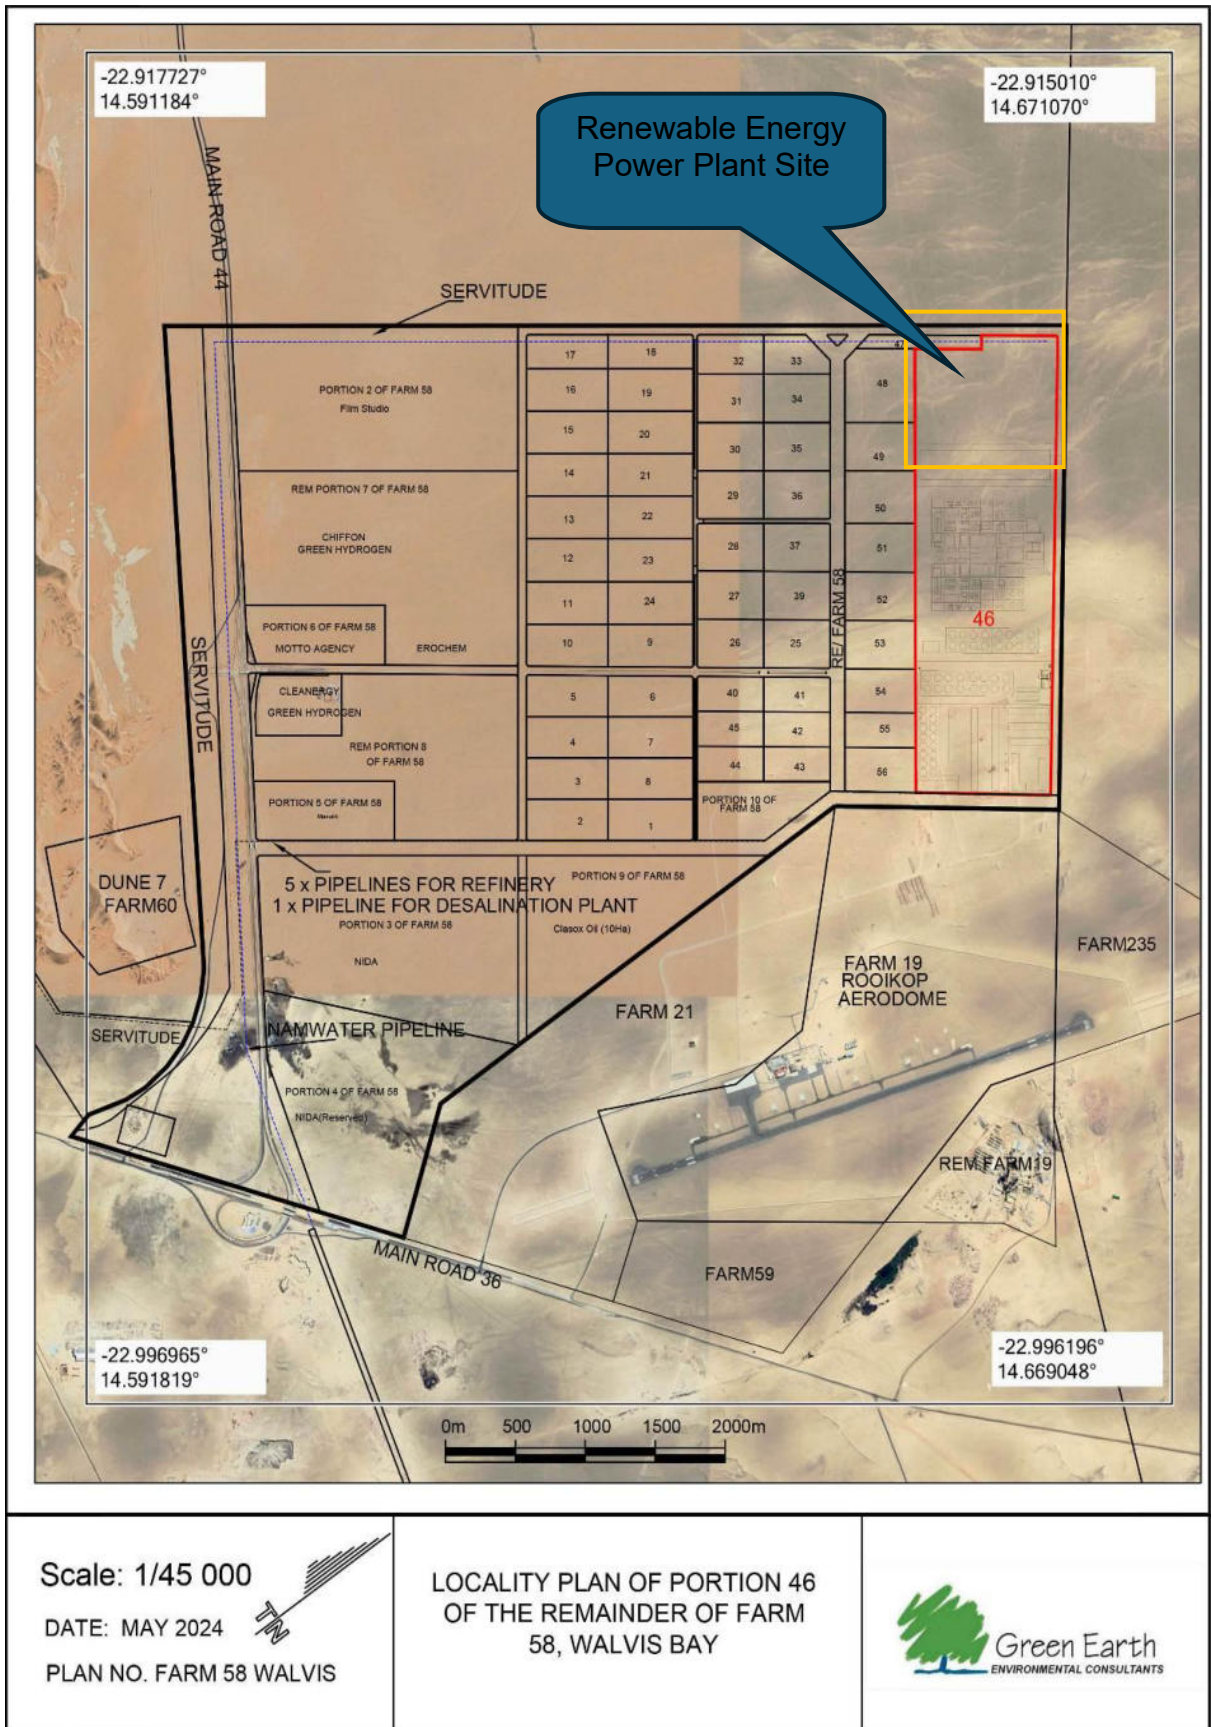 -22.917727°
14.591184°
-22.915010°
14.671070°
Renewable Energy
Power Plant Site
MAIN ROAD 44
SERVITUDE
17
18
32
33
47
PORTION 2 OF FARM 58
Film Studio
16
19
31
34
48
15
20
30
35
49
REM PORTION 7 OF FARM 58
14
21
29
36
50
13
22
CHIFFON
GREEN HYDROGEN
28
37
51
12
23
27
39
52
11
24
RE/ FARM 58
46
PORTION 6 OF FARM 58
MOTTO AGENCY
EROCHEM
10
9
26
25
53
SERVITUDE
CLEANERGY
GREEN HYDROGEN
5
6
40
41
54
REM PORTION 8
OF FARM 58
4
7
45
42
55
3
8
44
43
56
PORTION 5 OF FARM 58
2
1
PORTION 10 OF
FARM 58
DUNE 7
FARM60
5 x PIPELINES FOR REFINERY
1 x PIPELINE FOR DESALINATION PLANT
PORTION 9 OF FARM 58
PORTION 3 OF FARM 58
Clasox Oil (10Ha)
NIDA
FARM235
FARM 19
ROOIKOP
AERODOME
FARM 21
SERVITUDE
NAMWATER PIPELINE
PORTION 4 OF FARM 58
NIDA(Reserved)
REM FARM19
MAIN ROAD 36
FARM59
-22.996965°
14.591819°
-22.996196°
14.669048°
0m 500 1000 1500 2000m
Scale: 1/45 000
DATE: MAY 2024
PLAN NO. FARM 58 WALVIS
TN
LOCALITY PLAN OF PORTION 46
OF THE REMAINDER OF FARM
58, WALVIS BAY
Green Earth
ENVIRONMENTAL CONSULTANTS